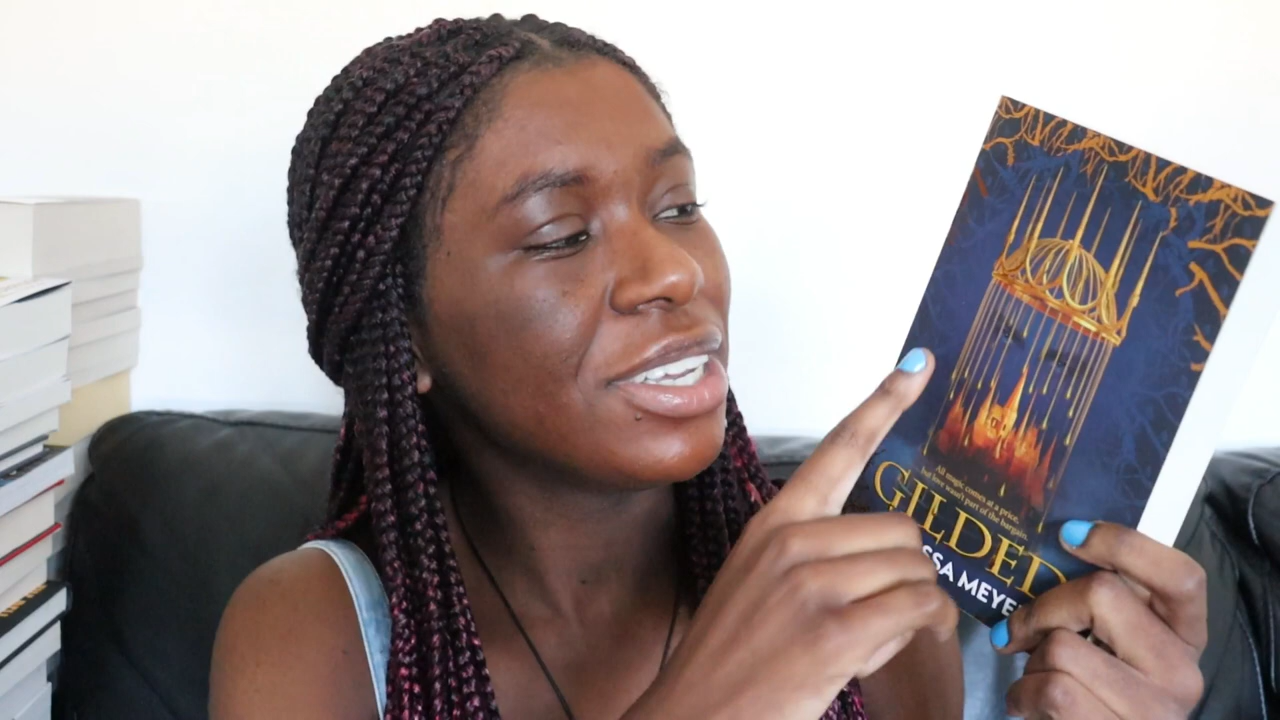 All magic comes at a price,
but love wasn't part of the bargain.
GILDED
SSA MEYE